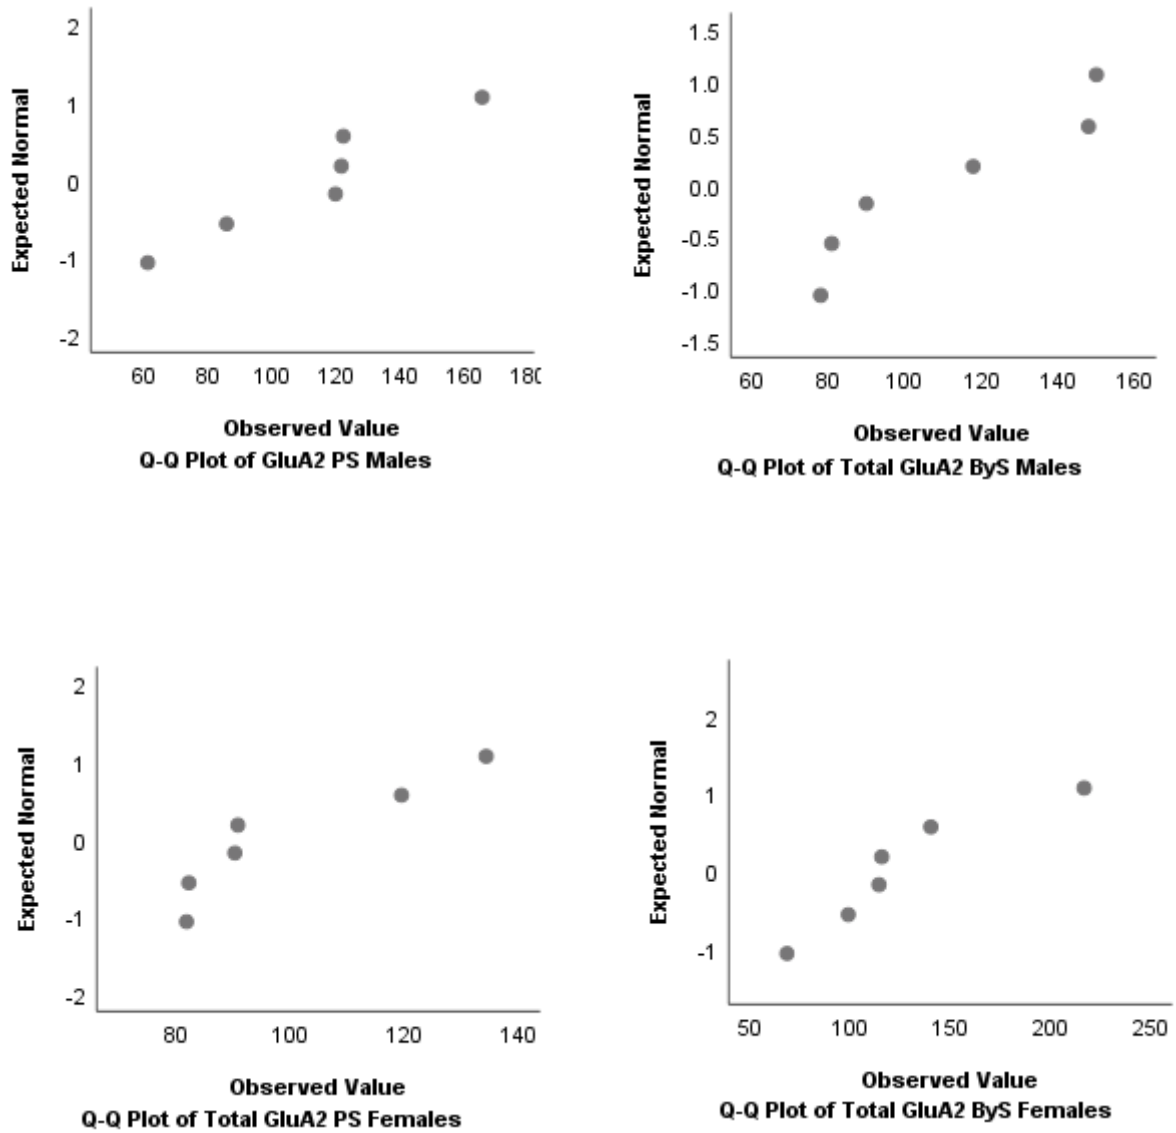 2
1
0
-1
-2
Expected Normal
60 80 100 120 140 160 180
Observed Value
Q-Q Plot of GluA2 PS Males
1.5
1.0
0.5
0.0
-0.5
-1.0
-1.5
Expected Normal
60 80 100 120 140 160
Observed Value
Q-Q Plot of Total GluA2 ByS Males
2
1
0
-1
-2
Expected Normal
80 100 120 140
Observed Value
Q-Q Plot of Total GluA2 PS Females
2
1
0
-1
Expected Normal
50 100 150 200 250
Observed Value
Q-Q Plot of Total GluA2 ByS Females